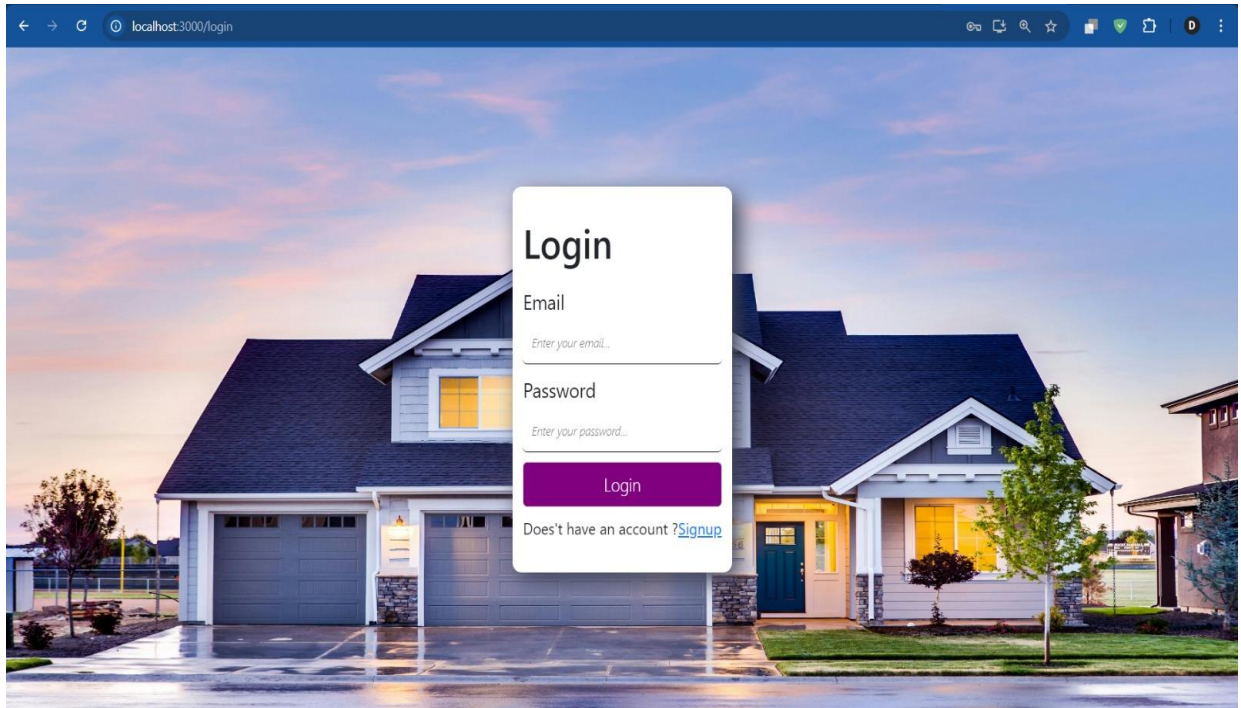 localhost:3000/login
D
Login
Email
Enter your email...
Password
Enter your password...
Login
Does't have an account ?Signup